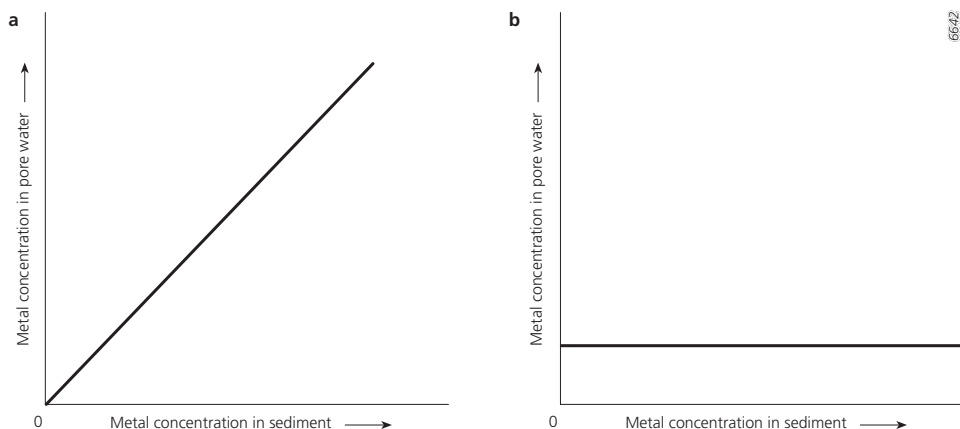 a
Metal concentration in pore water
0
Metal concentration in sediment
b
Metal concentration in pore water
0
Metal concentration in sediment
6642